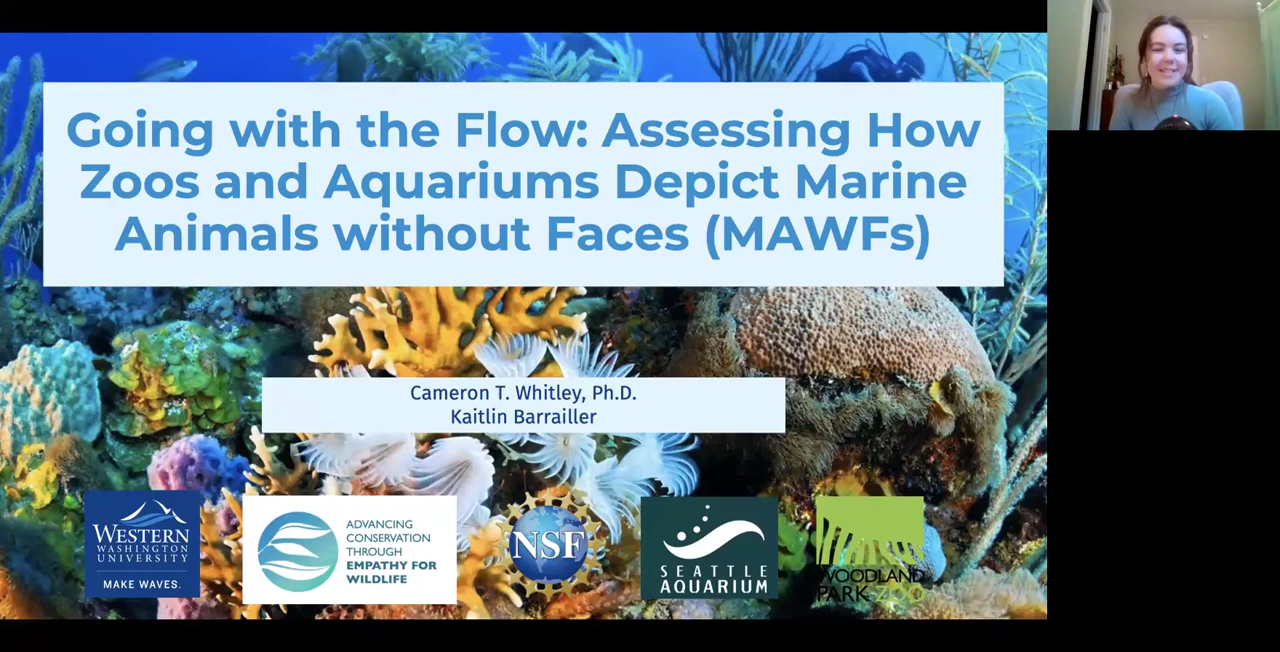 Going with the Flow: Assessing How
Zoos and Aquariums Depict Marine
Animals without Faces (MAWFs)
Cameron T. Whitley, Ph.D.
Kaitlin Barrailler
WESTERN
WASHINGTON
UNIVERSITY
MAKE WAVES.
ADVANCING
CONSERVATION
THROUGH
EMPATHY FOR
WILDLIFE
NSF
SEATTLE
AQUARIUM
WOODLAND
PARK ZOO